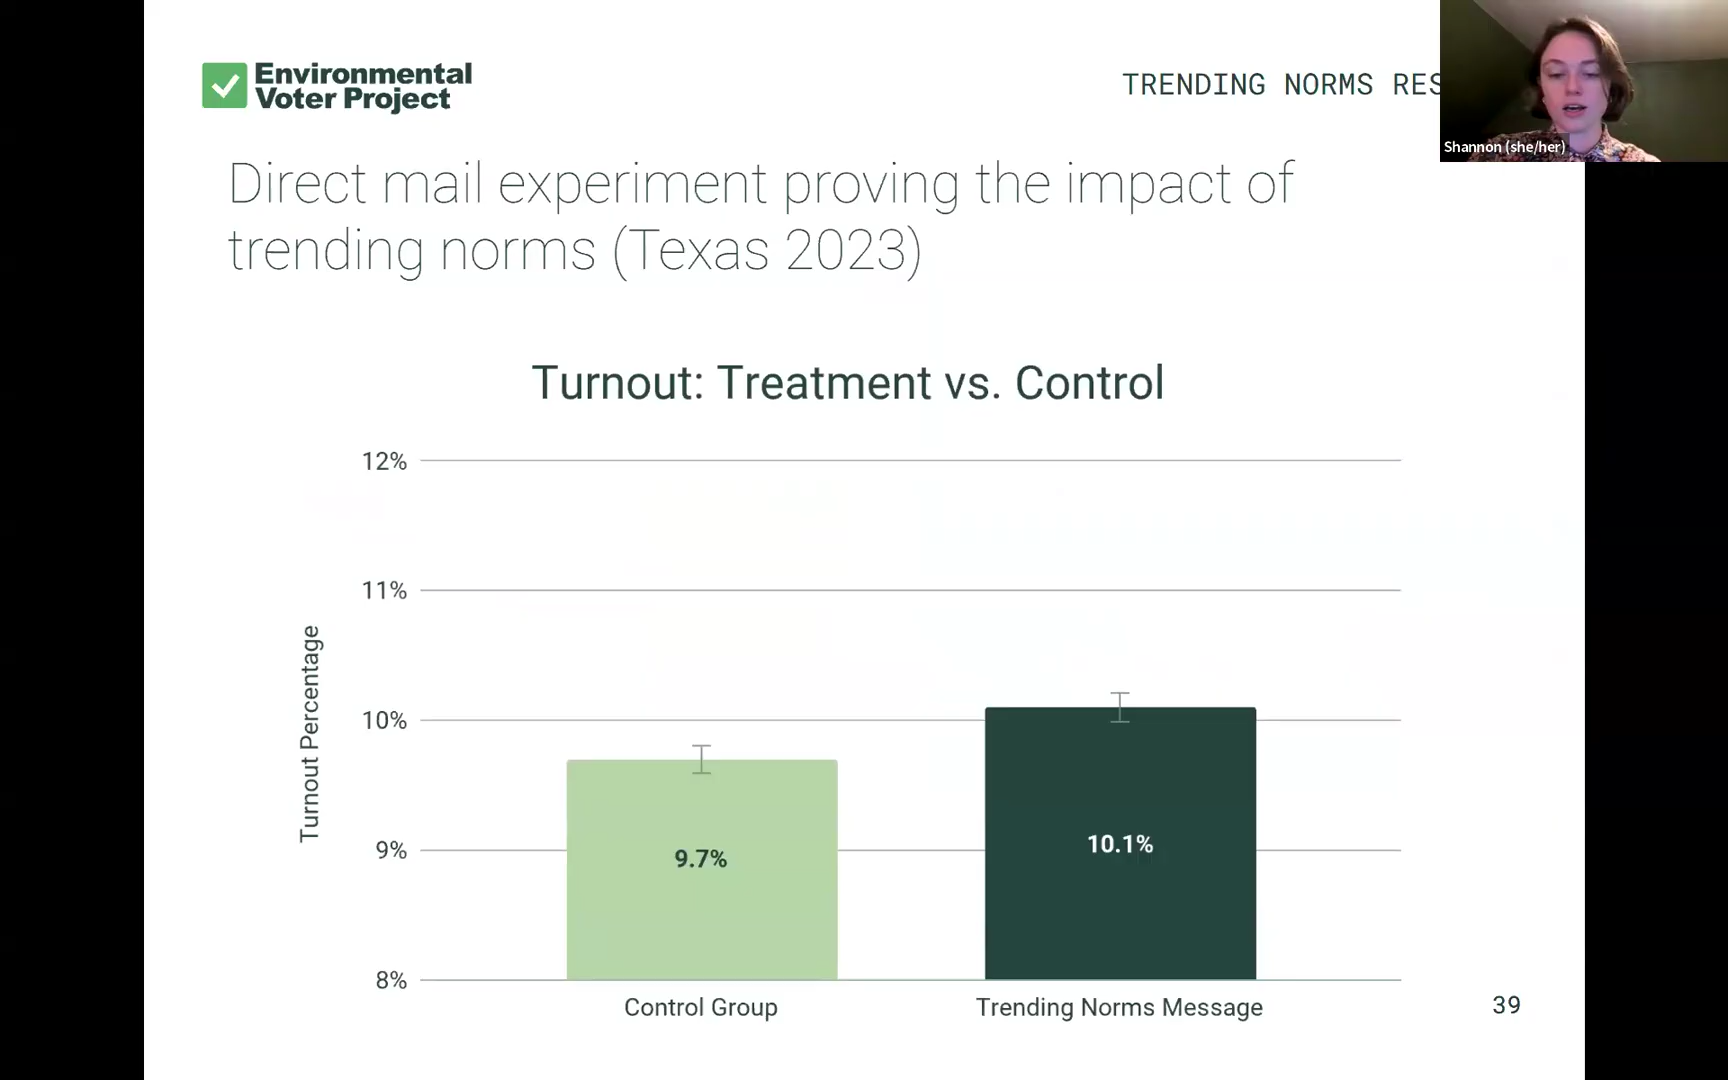 Environmental
Voter Project
TRENDING NORMS
Shannon (she/her)
Direct mail experiment proving the impact of
trending norms (Texas 2023)
Turnout: Treatment vs. Control
12%
11%
10%
9%
8%
Turnout Percentage
9.7%
10.1%
Control Group
Trending Norms Message
39